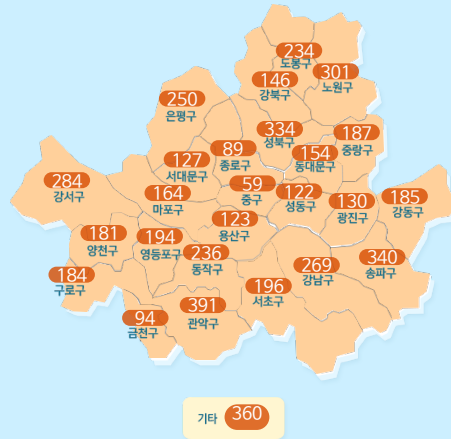 234
도봉구
301
노원구
146
강북구
250
은평구
334
성북구
187
중랑구
89
종로구
154
동대문구
127
서대문구
284
강서구
164
마포구
59
중구
122
성동구
130
광진구
185
강동구
123
용산구
181
양천구
194
영등포구
236
동작구
340
송파구
269
강남구
184
구로구
196
서초구
391
관악구
94
금천구
기타 360